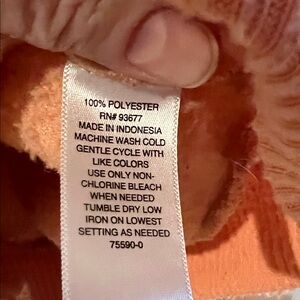 100% POLYESTER
RN# 93677
MADE IN INDONESIA
MACHINE WASH COLD
GENTLE CYCLE WITH
LIKE COLORS
USE ONLY NON-
CHLORINE BLEACH
WHEN NEEDED
TUMBLE DRY LOW
IRON ON LOWEST
SETTING AS NEEDED
75590-0